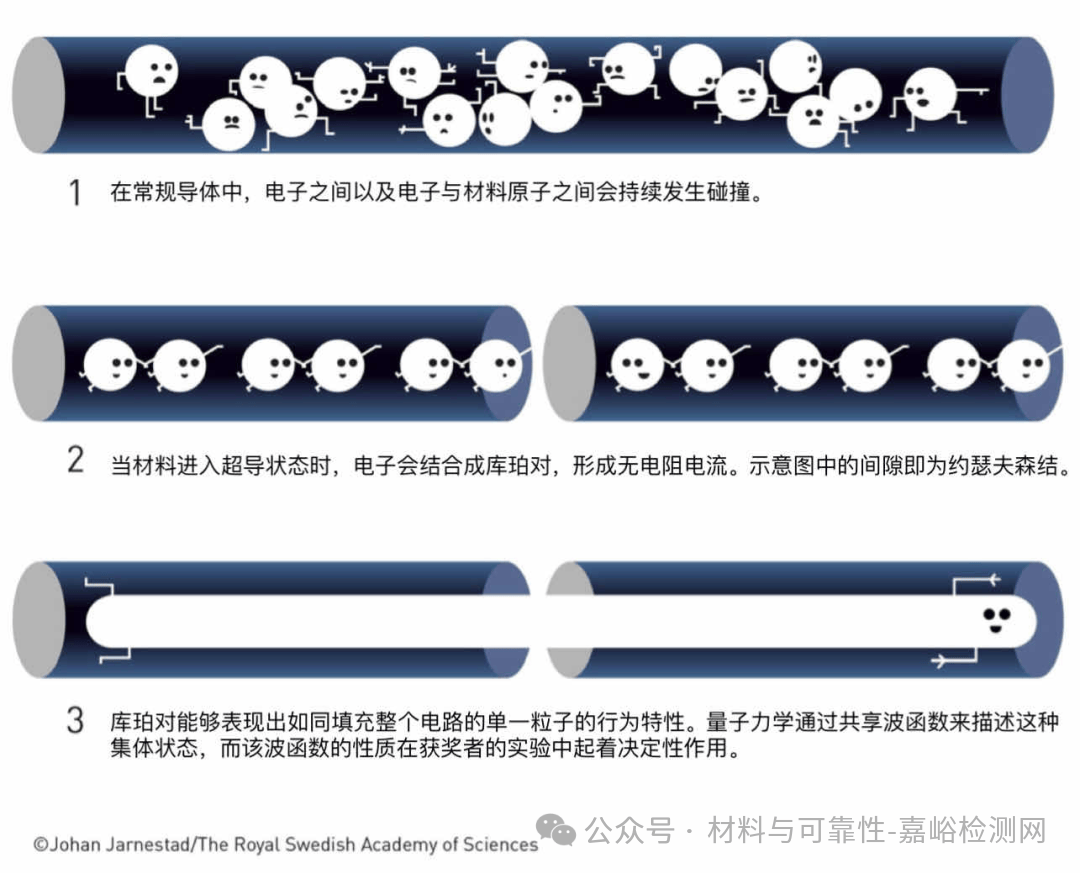 1 在常规导体中，电子之间以及电子与材料原子之间会持续发生碰撞。
2 当材料进入超导状态时，电子会结合成库珀对，形成无电阻电流。示意图中的间隙即为约瑟夫森结。
3 库珀对能够表现出如同填充整个电路的单一粒子的行为特性。量子力学通过共享波函数来描述这种
集体状态，而该波函数的性质在获奖者的实验中起着决定性作用。
公众号 · 材料与可靠性-嘉峪检测网
©Johan Jarnestad/The Royal Swedish Academy of Sciences